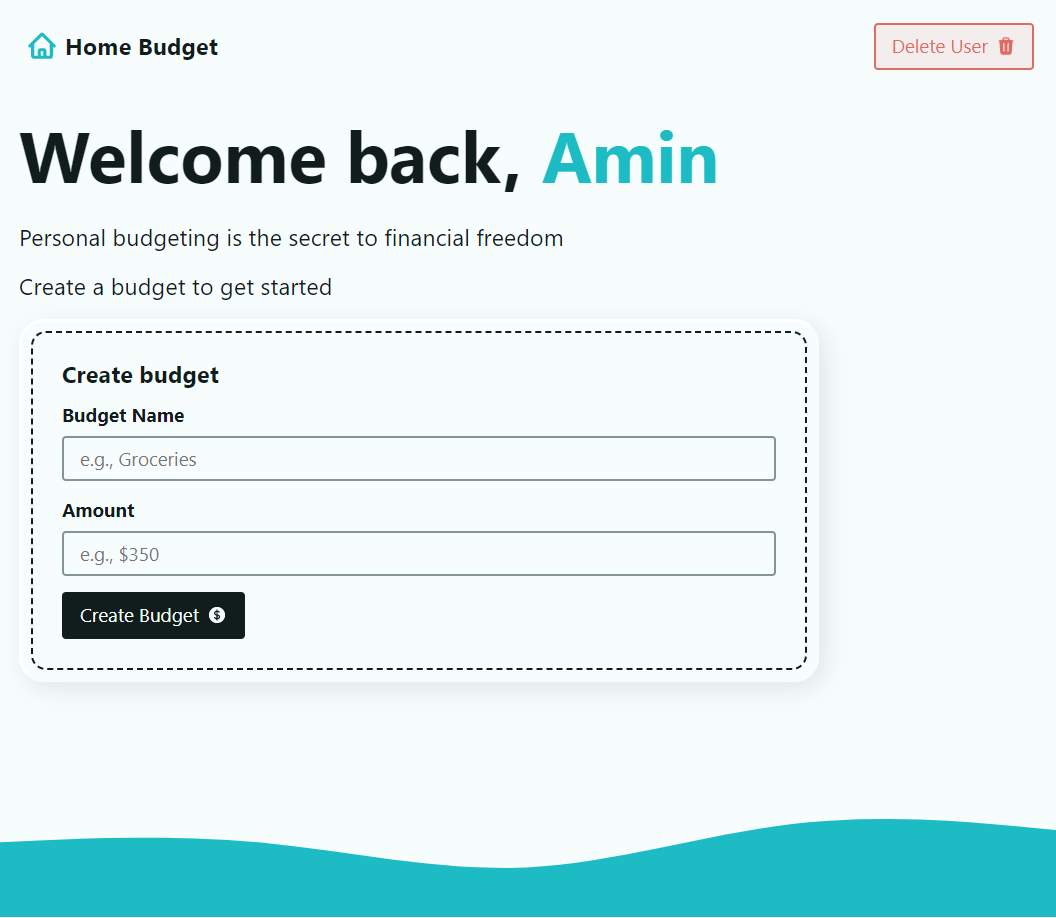 Home Budget
Delete User
Welcome back, Amin
Personal budgeting is the secret to financial freedom
Create a budget to get started
Create budget
Budget Name
e.g., Groceries
Amount
e.g., $350
Create Budget $